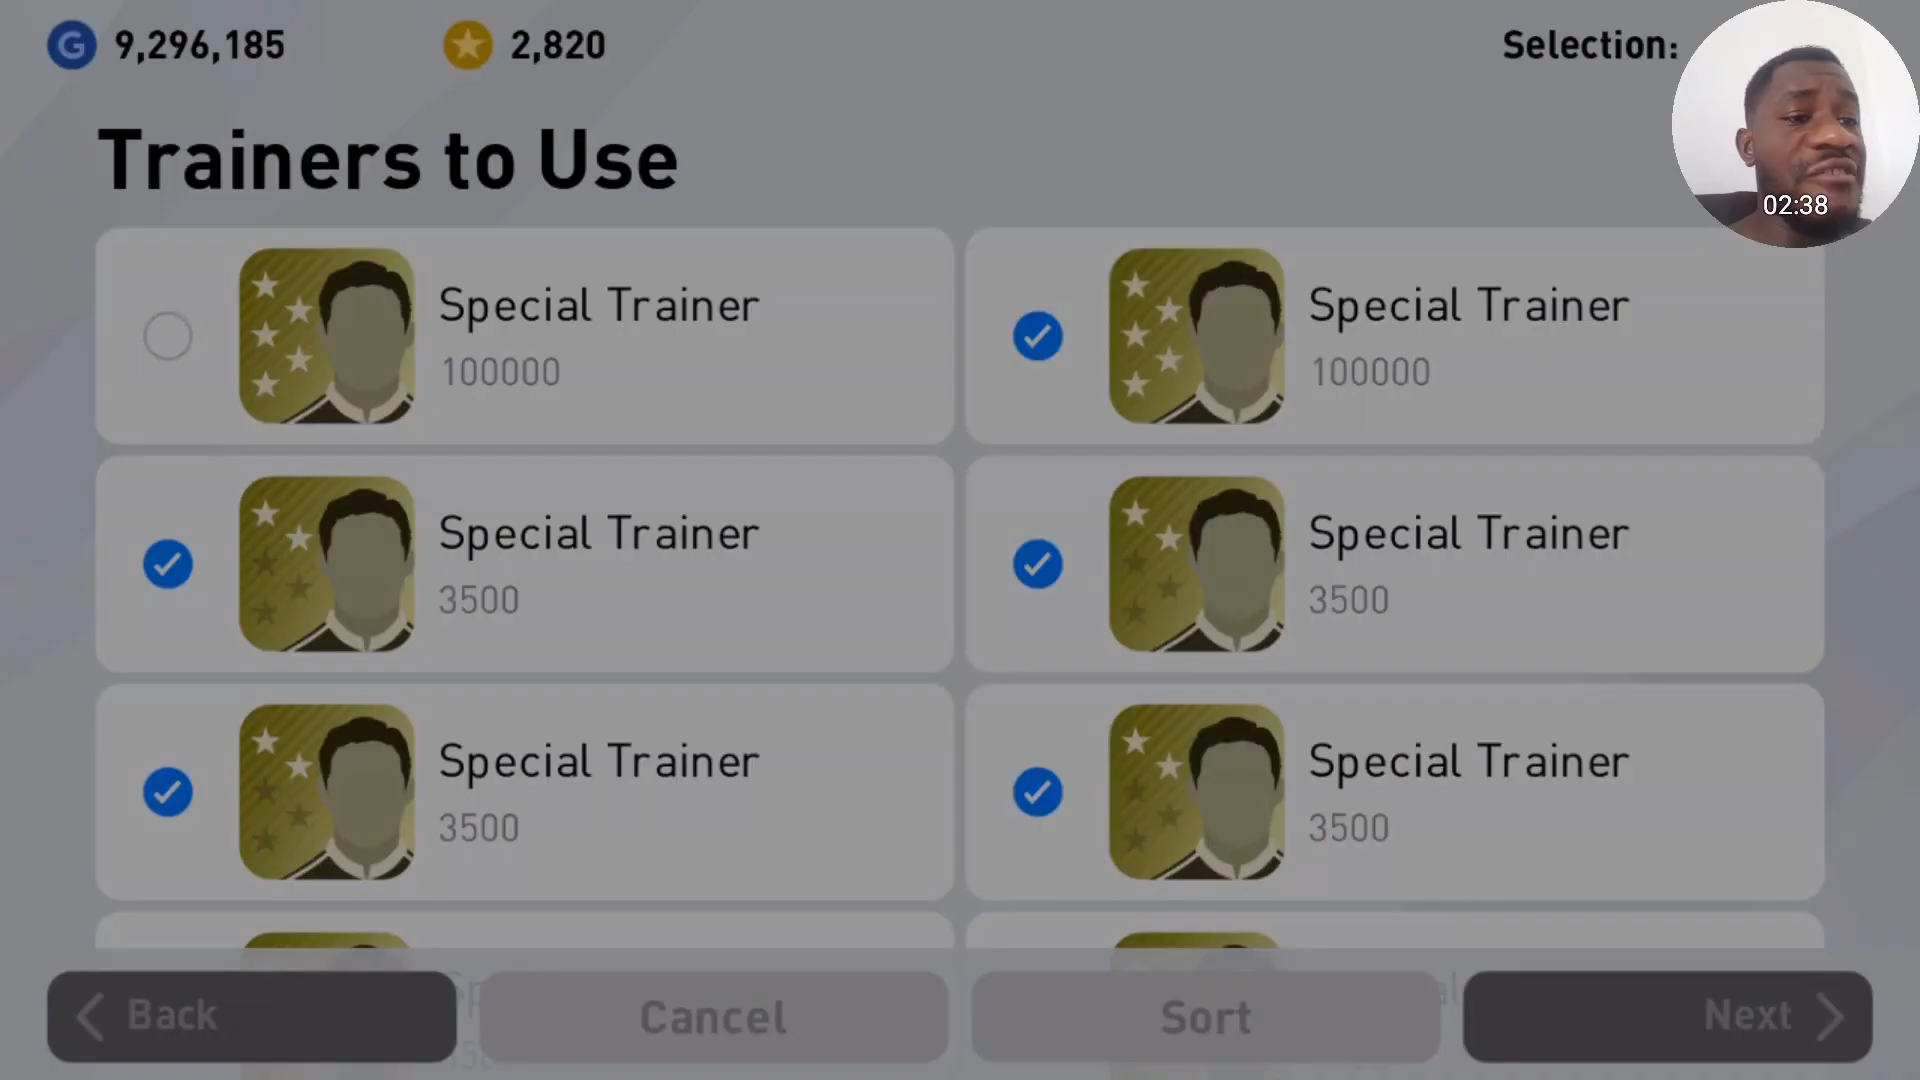 G 9,296,185
2,820
Selection:
02:38
Trainers to Use
Special Trainer
100000
Special Trainer
100000
Special Trainer
3500
Special Trainer
3500
Special Trainer
3500
Special Trainer
3500
Back
Cancel
Sort
Next